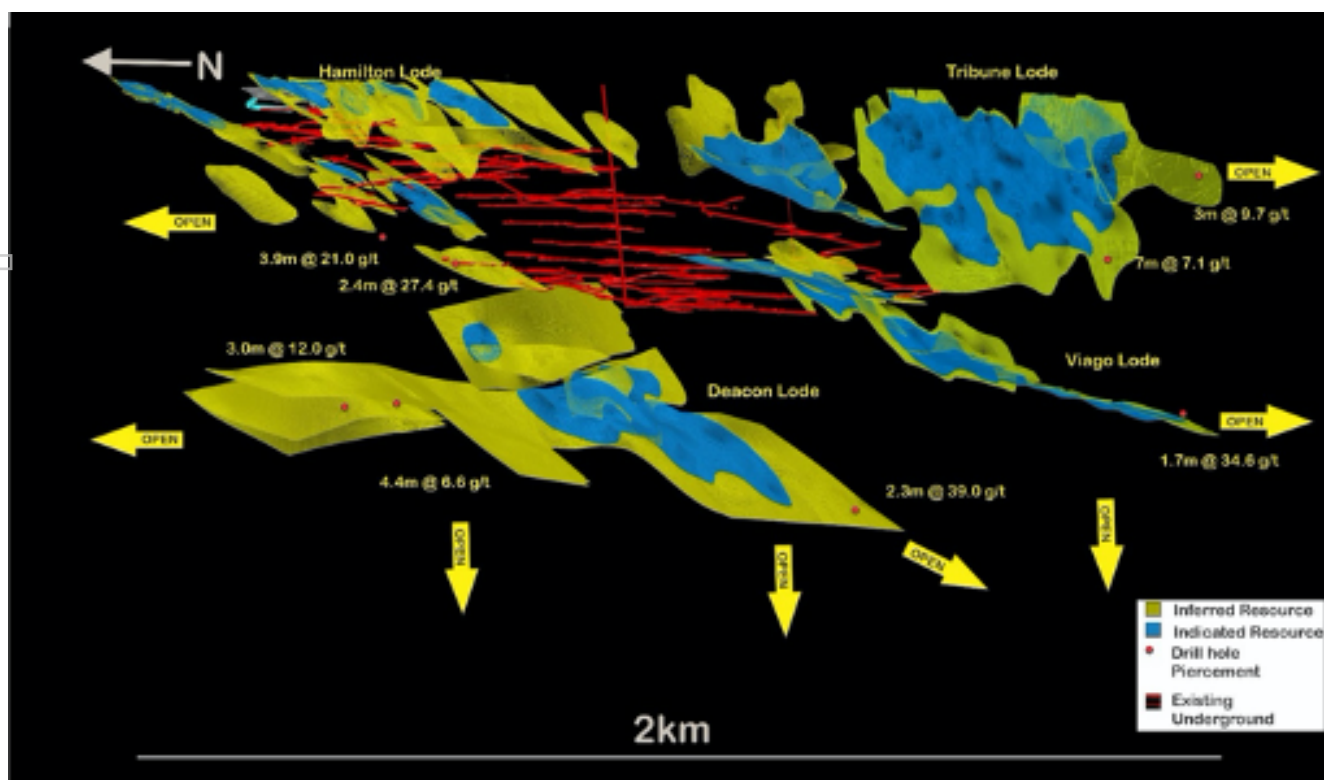 N
Hamilton Lode
Tribune Lode
OPEN
OPEN
3m @ 9.7 g/t
3.9m @ 21.0 g/t
7m @ 7.1 g/t
2.4m @ 27.4 g/t
3.0m @ 12.0 g/t
Viago Lode
Deacon Lode
OPEN
OPEN
1.7m @ 34.6 g/t
4.4m @ 6.6 g/t
2.3m @ 39.0 g/t
OPEN
OPEN
OPEN
OPEN
Inferred Resource
Indicated Resource
Drill hole
Piercement
Existing
Underground
2km